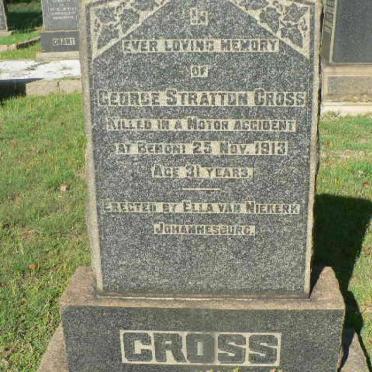 IN
EVER LOVING MEMORY
OF
GEORGE STRATTON CROSS
KILLED IN A MOTOR ACCIDENT
AT BENONI 25 NOV. 1913
AGE 31 YEARS.
ERECTED BY ELLA VAN NIEKERK
JOHANNESBURG.
CROSS
GRANT